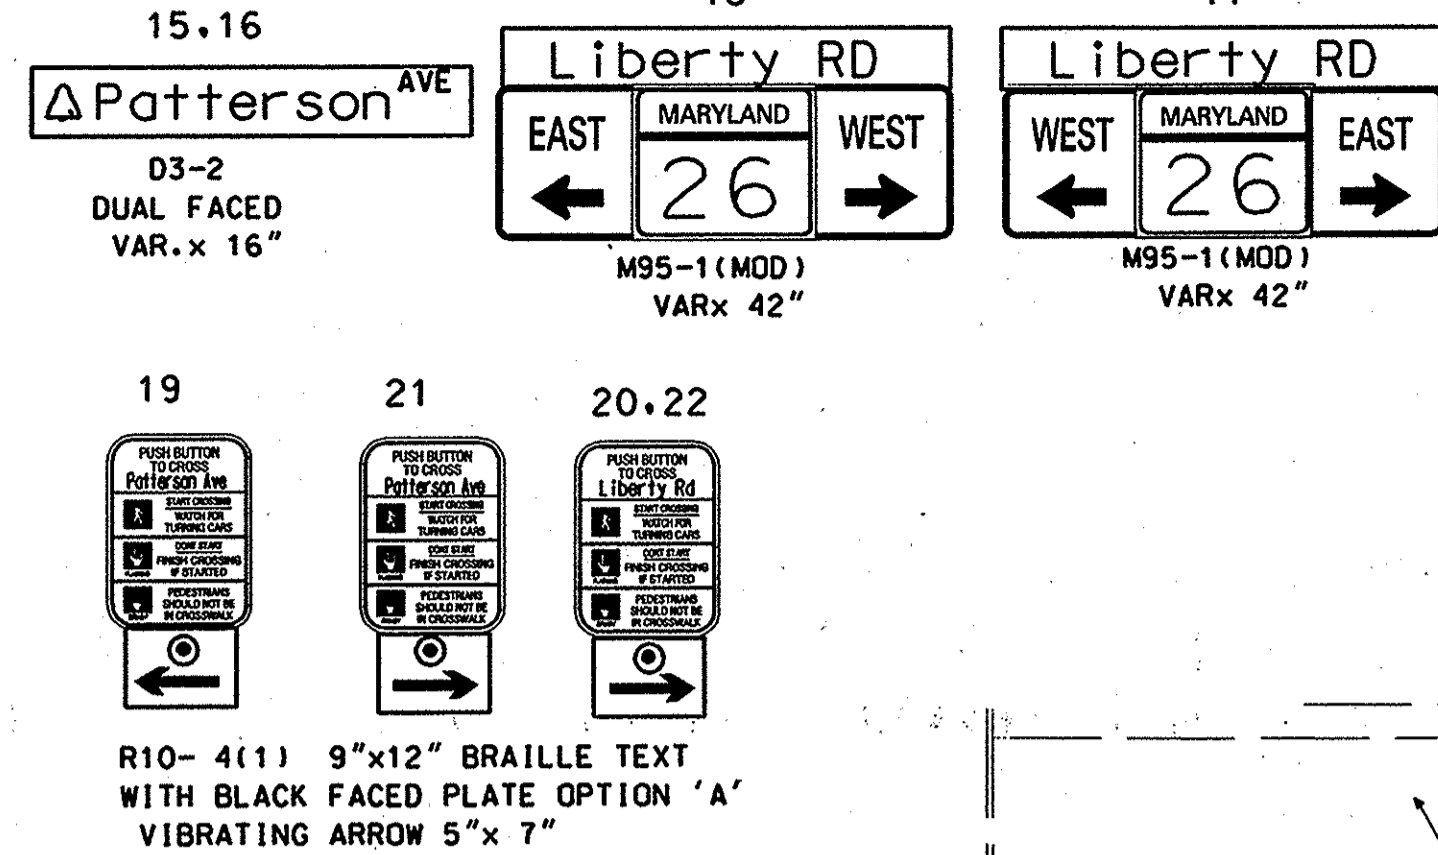 15,16
Patterson AVE
D3-2
DUAL FACED
VAR.x 16"
Liberty RD
EAST MARYLAND WEST
26
M95-1(MOD)
VARx 42"
Liberty RD
WEST MARYLAND EAST
26
M95-1(MOD)
VARx 42"
19
PUSH BUTTON
TO CROSS
Patterson Ave
START CROSSING
WATCH FOR
TURNING CARS
DONT START
FINISH CROSSING
IF STARTED
PEDESTRIANS
SHOULD NOT BE
IN CROSSWALK
21
PUSH BUTTON
TO CROSS
Patterson Ave
START CROSSING
WATCH FOR
TURNING CARS
DONT START
FINISH CROSSING
IF STARTED
PEDESTRIANS
SHOULD NOT BE
IN CROSSWALK
20,22
PUSH BUTTON
TO CROSS
Liberty Rd
START CROSSING
WATCH FOR
TURNING CARS
DONT START
FINISH CROSSING
IF STARTED
PEDESTRIANS
SHOULD NOT BE
IN CROSSWALK
R10- 4(1) 9"x12" BRAILLE TEXT
WITH BLACK FACED PLATE OPTION 'A'
VIBRATING ARROW 5"x 7"